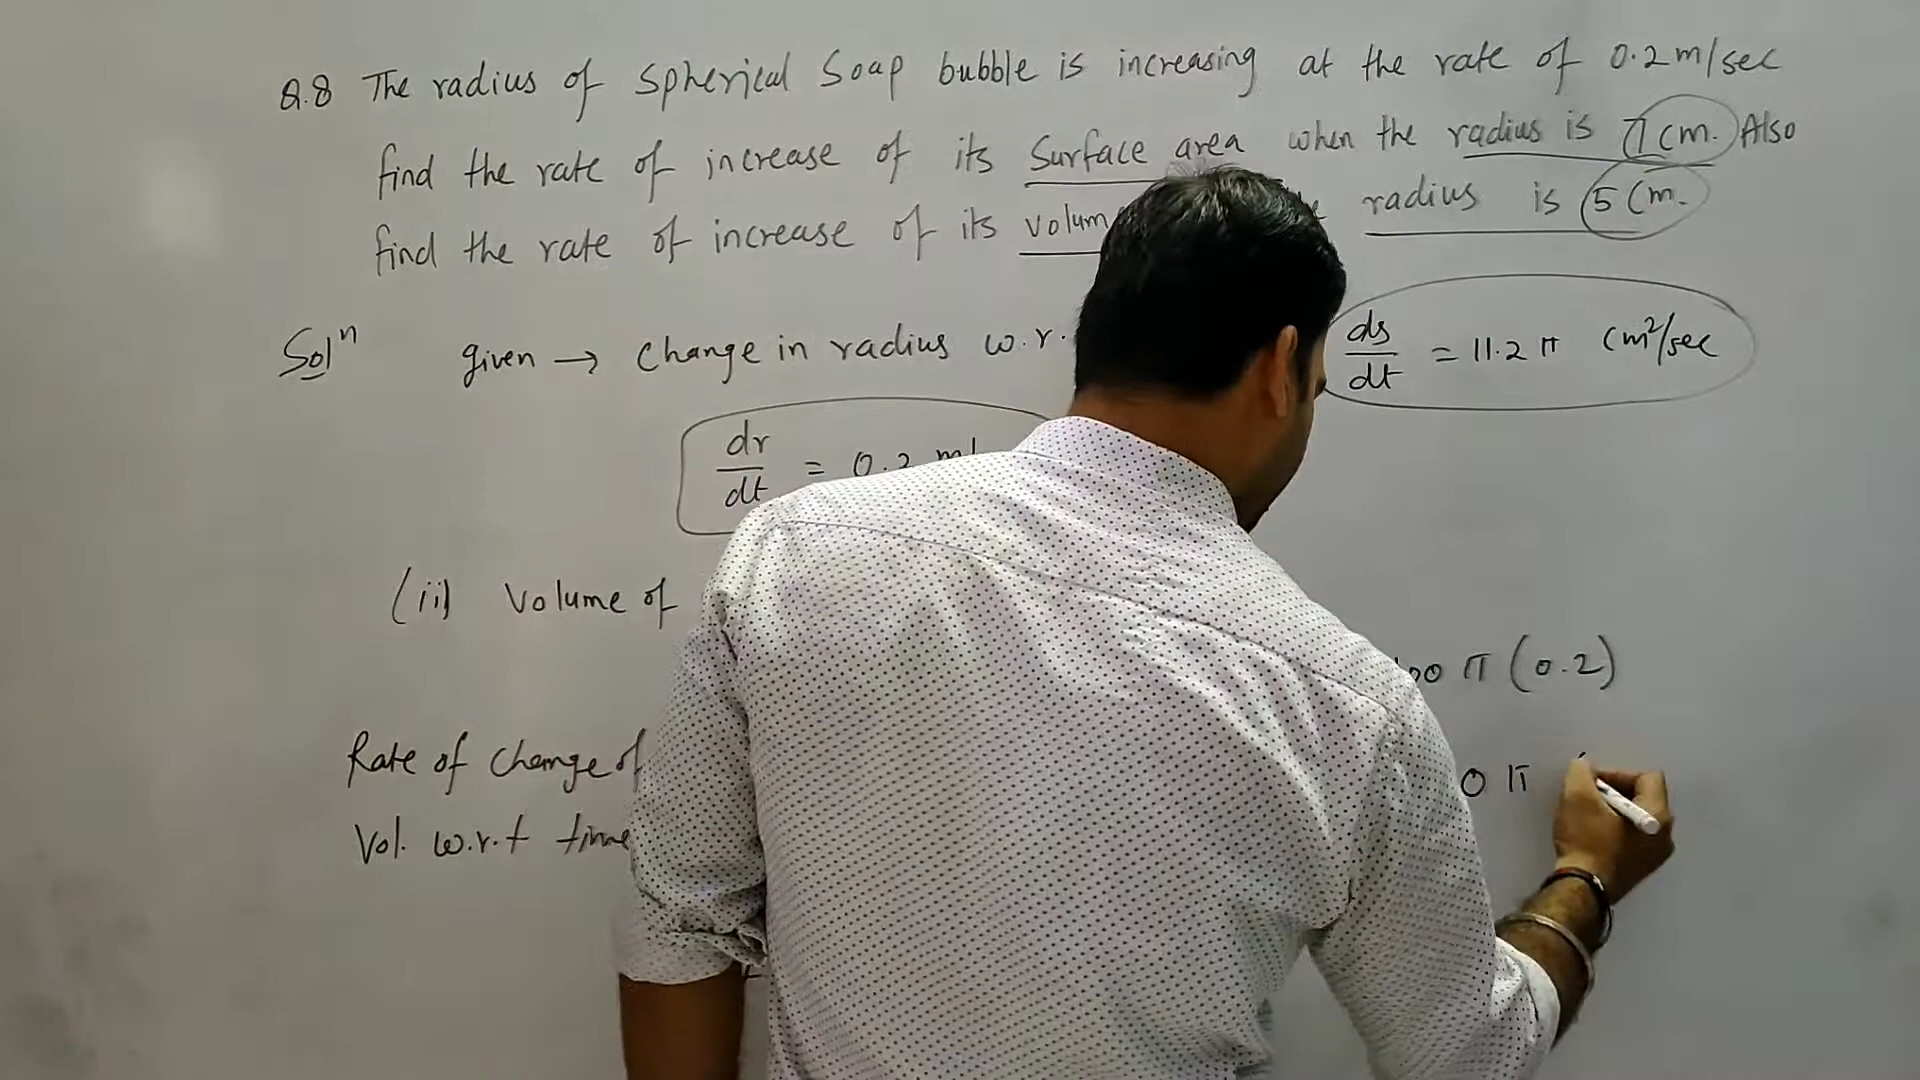 Q.8 The radius of spherical soap bubble is increasing at the rate of 0.2 m/sec
find the rate of increase of its surface area when the radius is 7 cm. Also
find the rate of increase of its radius is 5 cm.
Solⁿ given → change in radius w.r.
ds/dt = 11.2 π cm²/sec
dr/dt = 0.2
(ii) Volume of
π (0.2)
Rate of change of
0 π
Vol. w.r.t time